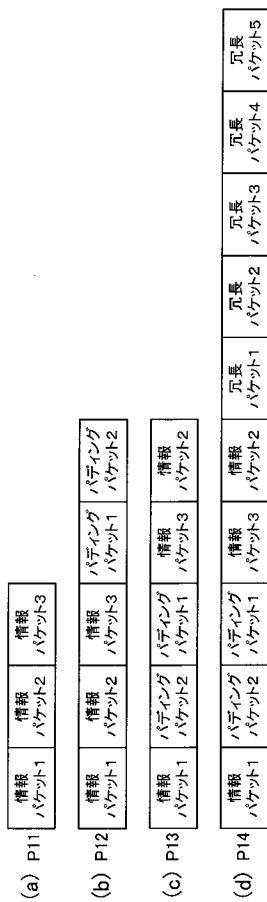 (a) P11
情報
パケット1
情報
パケット2
情報
パケット3
(b) P12
情報
パケット1
情報
パケット2
情報
パケット3
パディング
パケット1
パディング
パケット2
(c) P13
情報
パケット1
パディング
パケット2
パディング
パケット1
情報
パケット3
情報
パケット2
(d) P14
情報
パケット1
パディング
パケット2
パディング
パケット1
情報
パケット3
情報
パケット2
冗長
パケット1
冗長
パケット2
冗長
パケット3
冗長
パケット4
冗長
パケット5